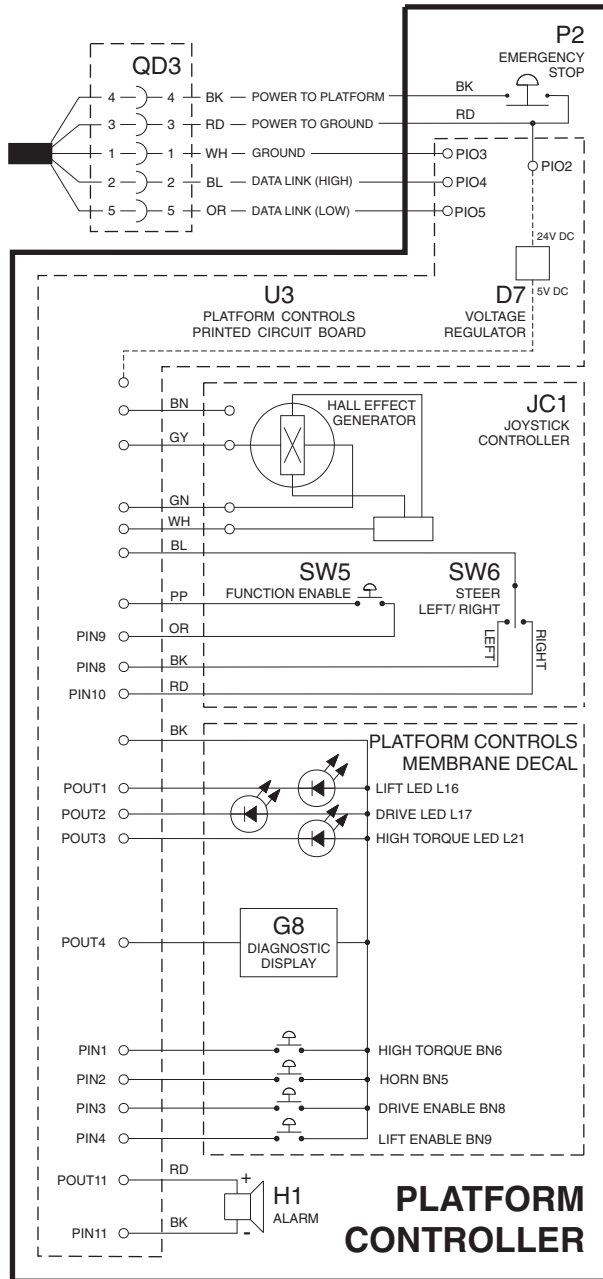 P2
EMERGENCY
STOP
QD3
4 4 BK POWER TO PLATFORM BK
3 3 RD POWER TO GROUND RD
1 1 WH GROUND PIO3
2 2 BL DATA LINK (HIGH) PIO4
5 5 OR DATA LINK (LOW) PIO5
PIO2
24V DC
5V DC
U3
PLATFORM CONTROLS
PRINTED CIRCUIT BOARD
D7
VOLTAGE
REGULATOR
JC1
JOYSTICK
CONTROLLER
HALL EFFECT
GENERATOR
BN
GY
GN
WH
BL
SW5
FUNCTION ENABLE
SW6
STEER
LEFT/ RIGHT
PP
PIN9 OR
PIN8 BK
PIN10 RD
LEFT
RIGHT
BK
PLATFORM CONTROLS
MEMBRANE DECAL
POUT1 LIFT LED L16
POUT2 DRIVE LED L17
POUT3 HIGH TORQUE LED L21
POUT4
G8
DIAGNOSTIC
DISPLAY
PIN1 HIGH TORQUE BN6
PIN2 HORN BN5
PIN3 DRIVE ENABLE BN8
PIN4 LIFT ENABLE BN9
POUT11 RD +
H1
ALARM
PIN11 BK -
PLATFORM
CONTROLLER